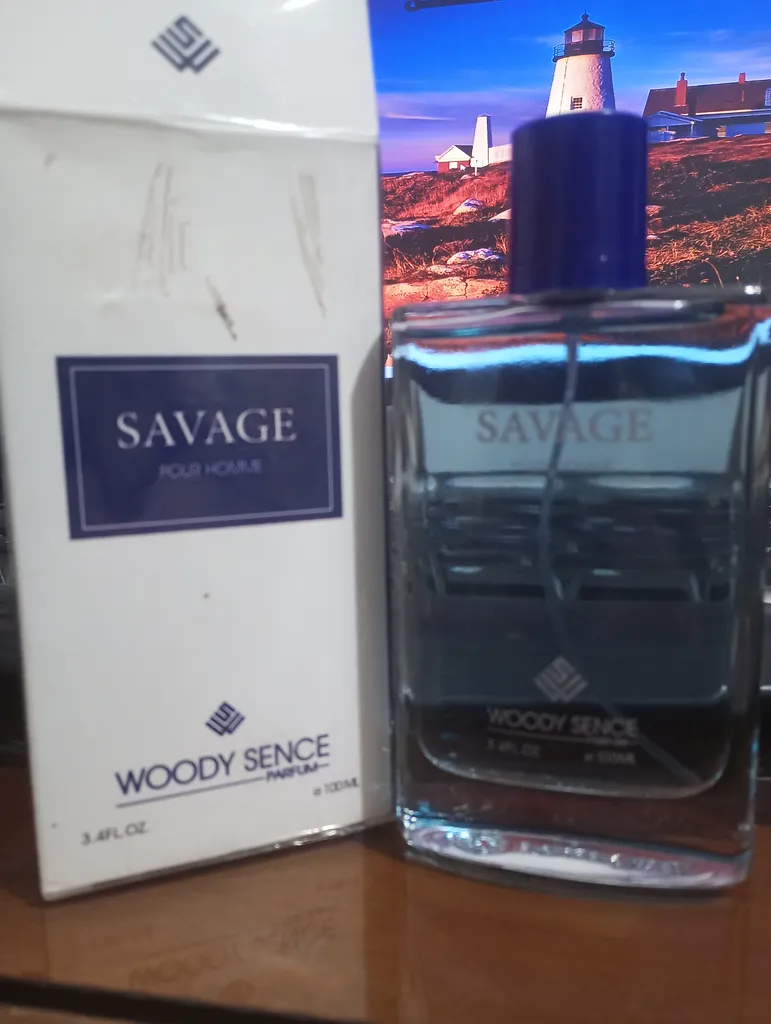 SAVAGE
POUR HOMME
WOODY SENCE
PARFUM
e 100ML
3.4FL.OZ.
SAVAGE
WOODY SENCE
3.4FL.OZ
e 100ML